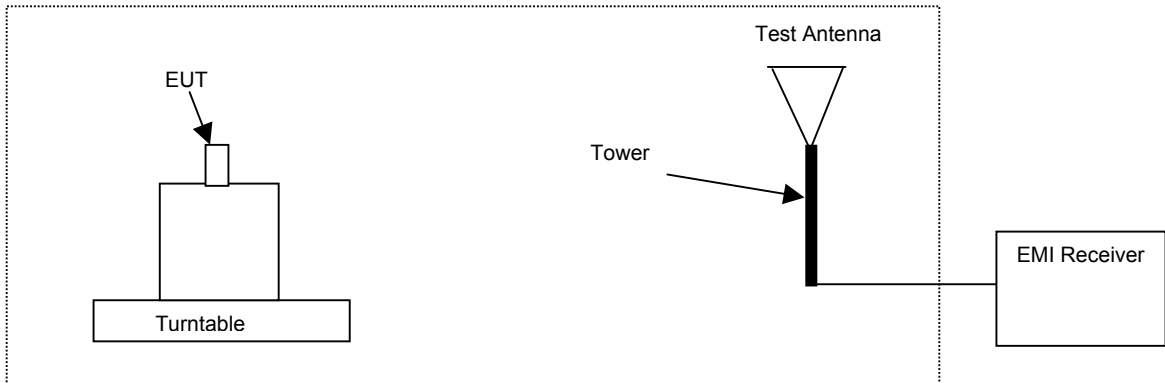 Test Antenna
EUT
Tower
EMI Receiver
Turntable